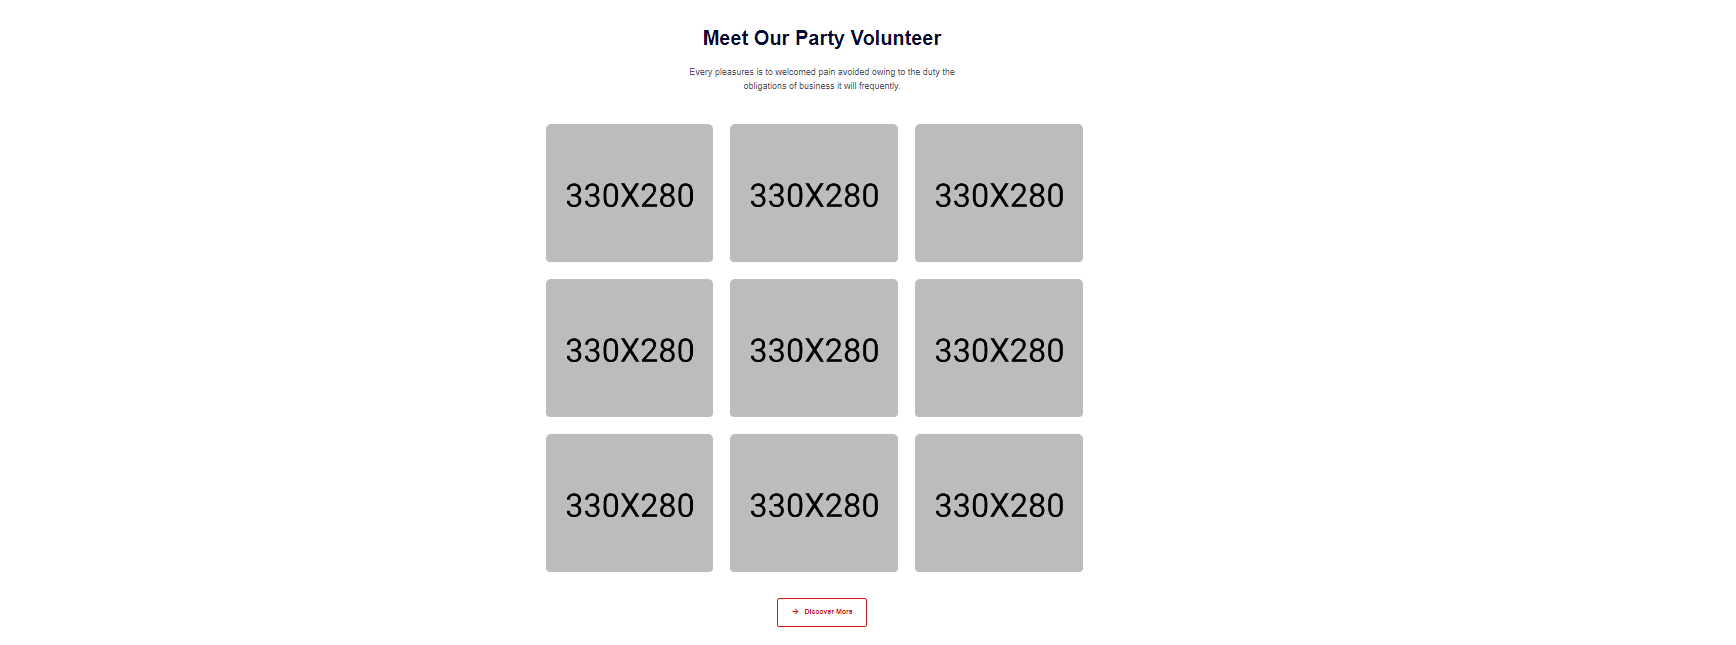 Meet Our Party Volunteer
Every pleasures is to welcomed pain avoided owing to the duty the
obligations of business it will frequently.
330X280 330X280 330X280
330X280 330X280 330X280
330X280 330X280 330X280
Discover More